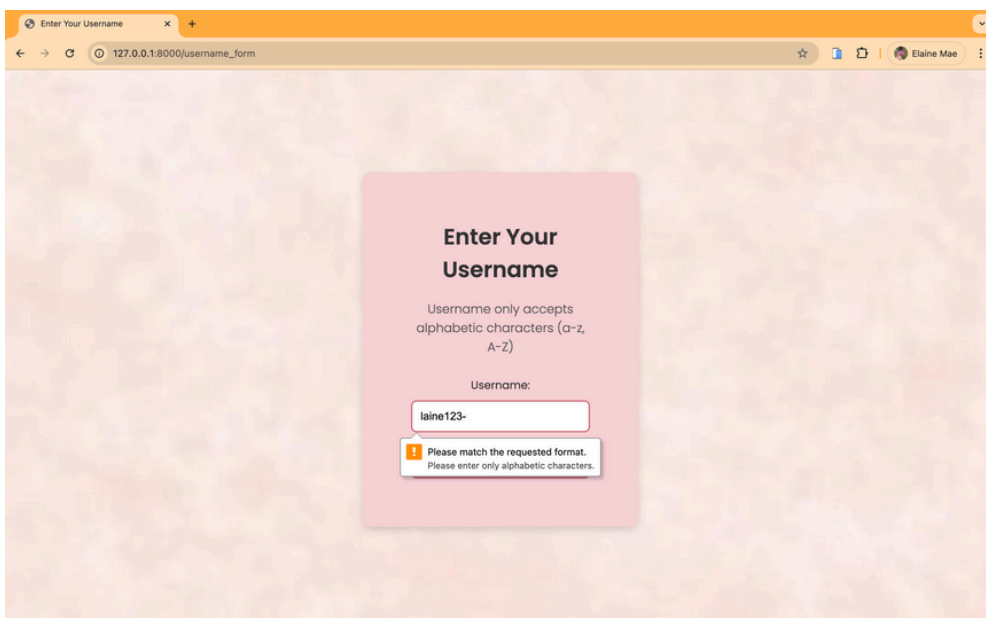 Enter Your Username
127.0.0.1:8000/username_form
Elaine Mae
Enter Your
Username
Username only accepts
alphabetic characters (a-z,
A-Z)
Username:
laine123-
Please match the requested format.
Please enter only alphabetic characters.